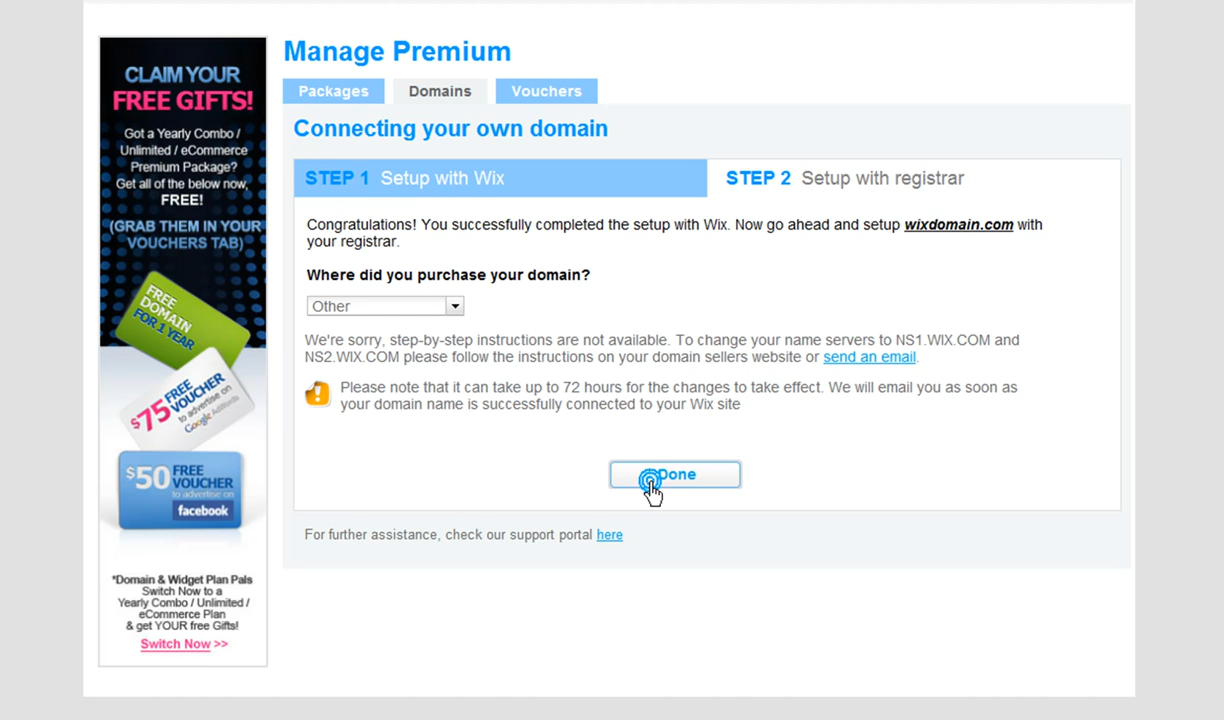 CLAIM YOUR
FREE GIFTS!
Got a Yearly Combo /
Unlimited / eCommerce
Premium Package?
Get all of the below now,
FREE!
(GRAB THEM IN YOUR
VOUCHERS TAB)
FREE
DOMAIN
FOR 1 YEAR
$75 FREE
VOUCHER
to advertise on
Google AdWords
$50 FREE
VOUCHER
to advertise on
facebook
*Domain & Widget Plan Pals
Switch Now to a
Yearly Combo / Unlimited /
eCommerce Plan
& get YOUR free Gifts!
Switch Now >>
Manage Premium
Packages
Domains
Vouchers
Connecting your own domain
STEP 1 Setup with Wix
STEP 2 Setup with registrar
Congratulations! You successfully completed the setup with Wix. Now go ahead and setup wixdomain.com with
your registrar.
Where did you purchase your domain?
Other
We're sorry, step-by-step instructions are not available. To change your name servers to NS1.WIX.COM and
NS2.WIX.COM please follow the instructions on your domain sellers website or send an email.
Please note that it can take up to 72 hours for the changes to take effect. We will email you as soon as
your domain name is successfully connected to your Wix site
Done
For further assistance, check our support portal here